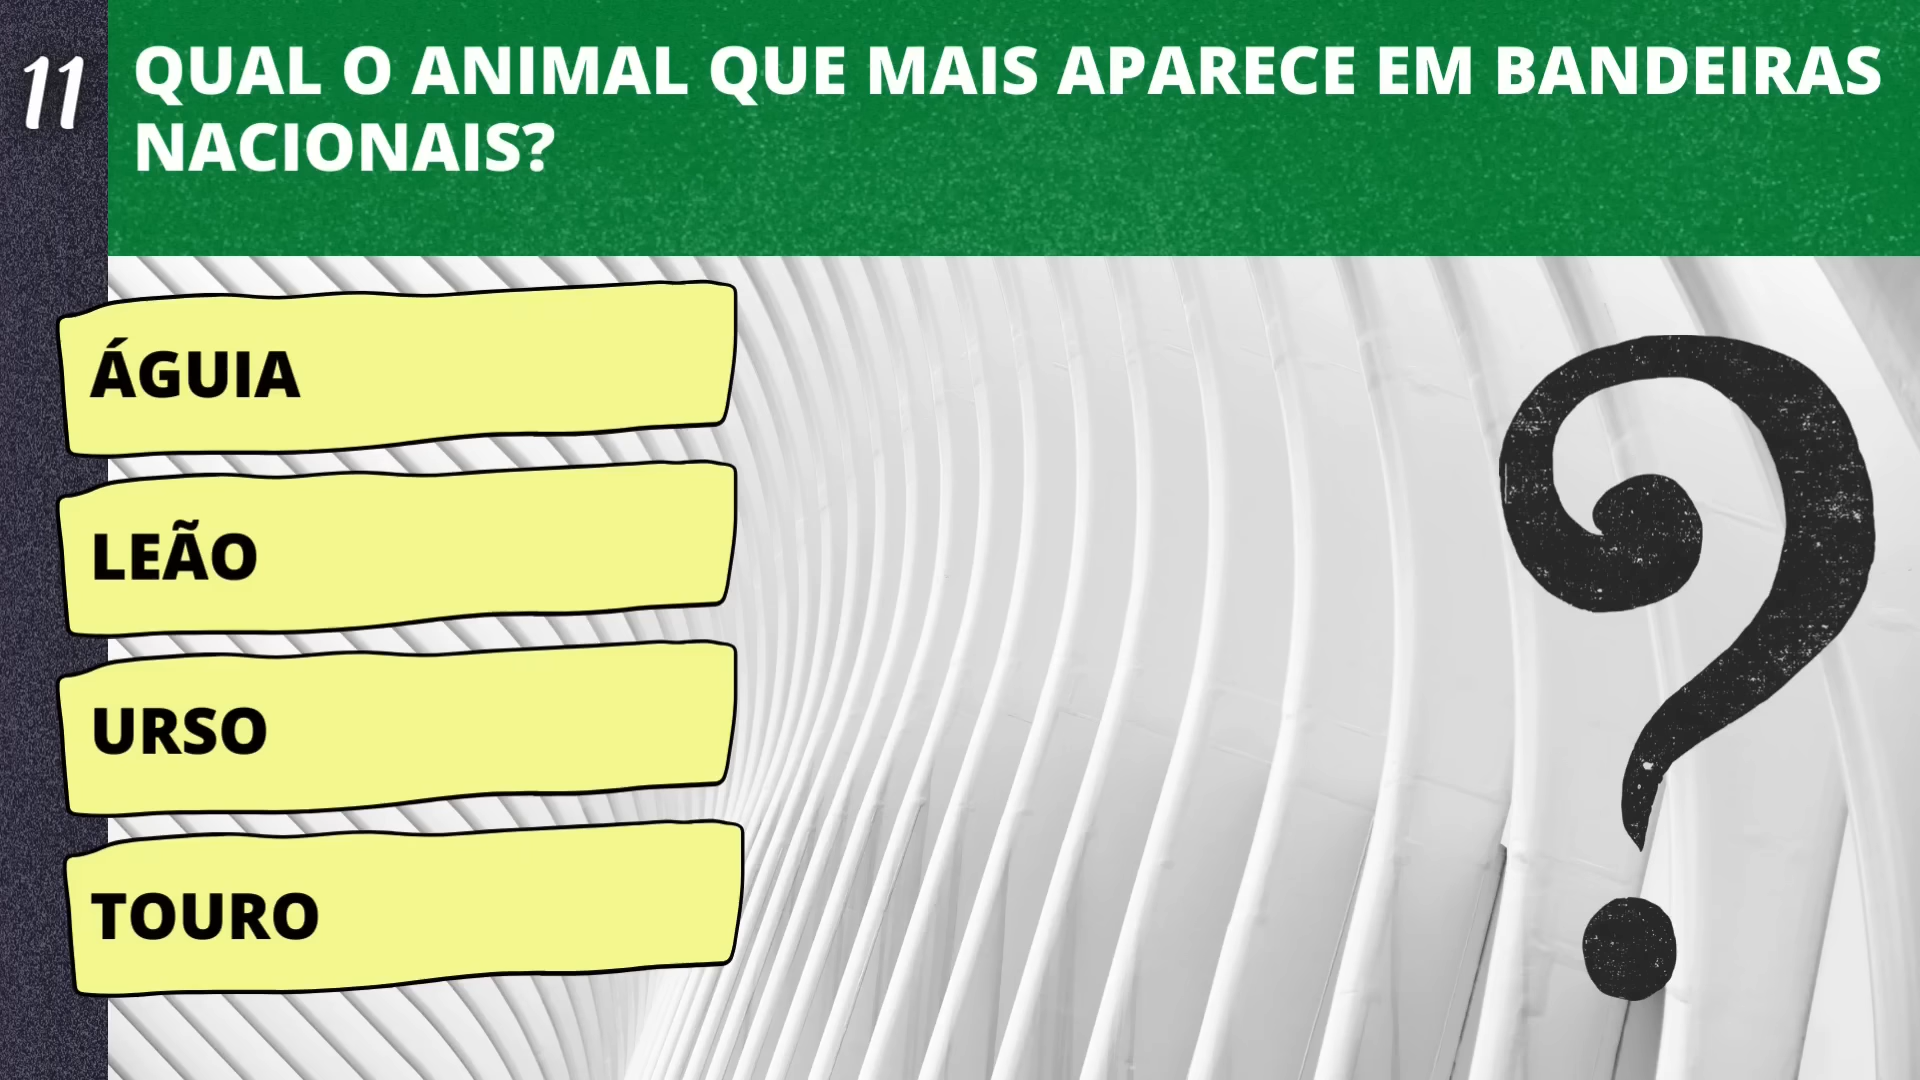 11
QUAL O ANIMAL QUE MAIS APARECE EM BANDEIRAS
NACIONAIS?
ÁGUIA
LEÃO
URSO
TOURO